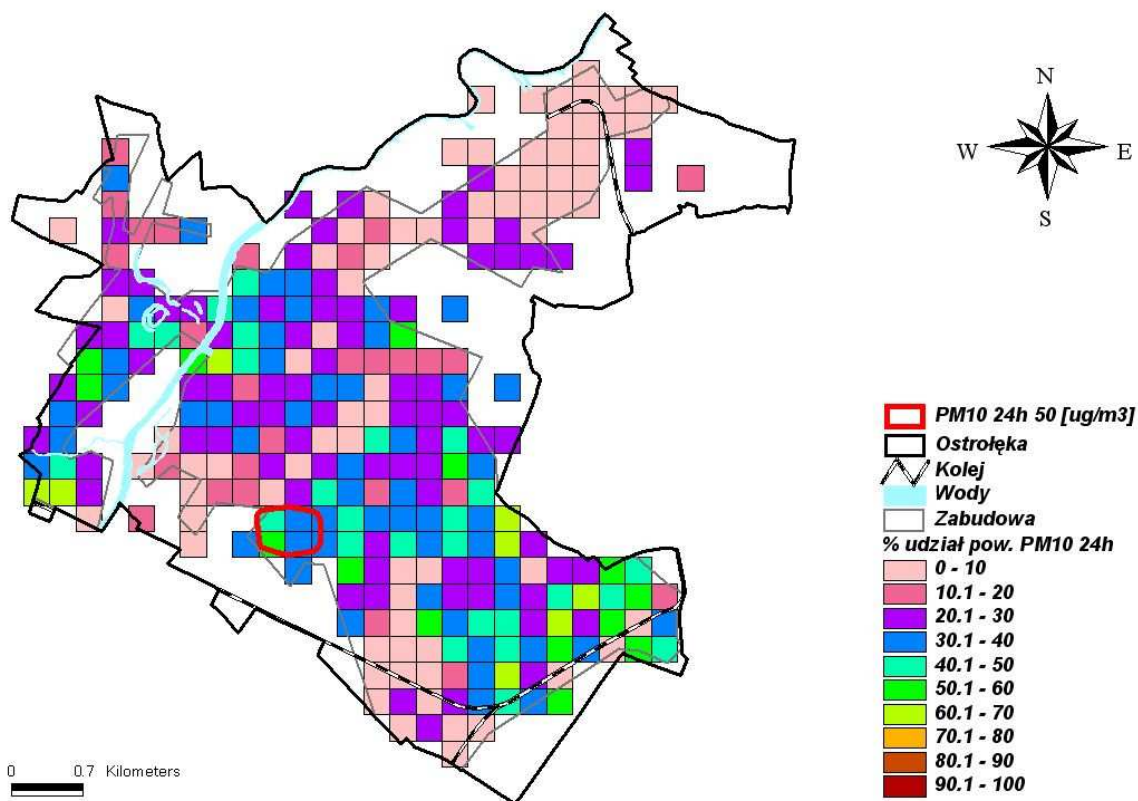 N
W E
S
PM10 24h 50 [ug/m3]
Ostrołęka
Kolej
Wody
Zabudowa
% udział pow. PM10 24h
0 - 10
10.1 - 20
20.1 - 30
30.1 - 40
40.1 - 50
50.1 - 60
60.1 - 70
70.1 - 80
80.1 - 90
90.1 - 100
0 0.7 Kilometers